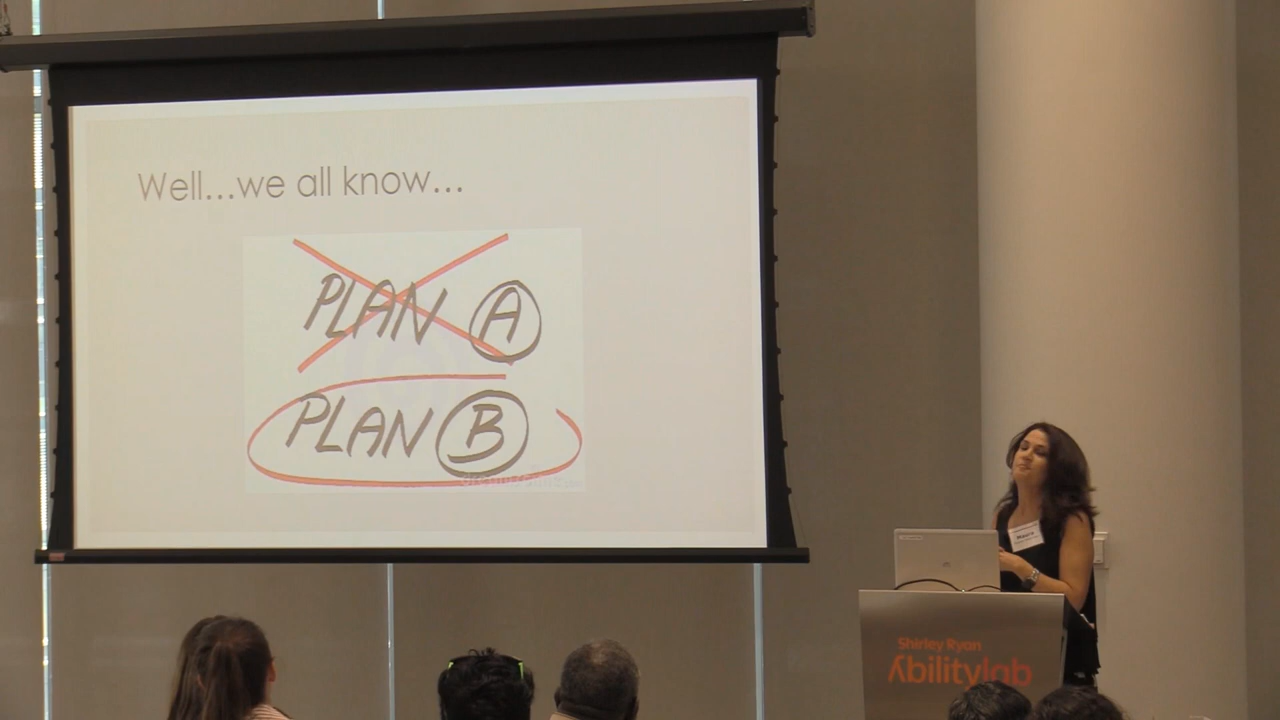 Well...we all know...
PLAN A
PLAN B
Shirley Ryan
Abilitylab